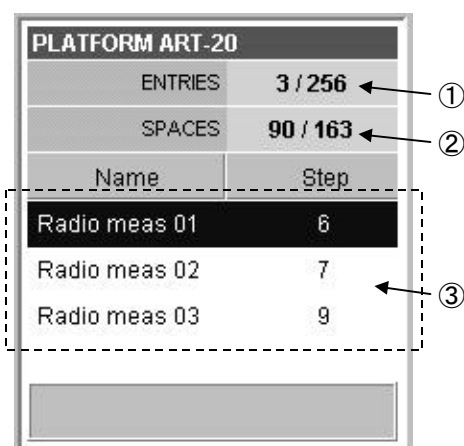 PLATFORM ART-20
ENTRIES 3 / 256 ①
SPACES 90 / 163 ②
Name Step
Radio meas 01 6
Radio meas 02 7
Radio meas 03 9
③